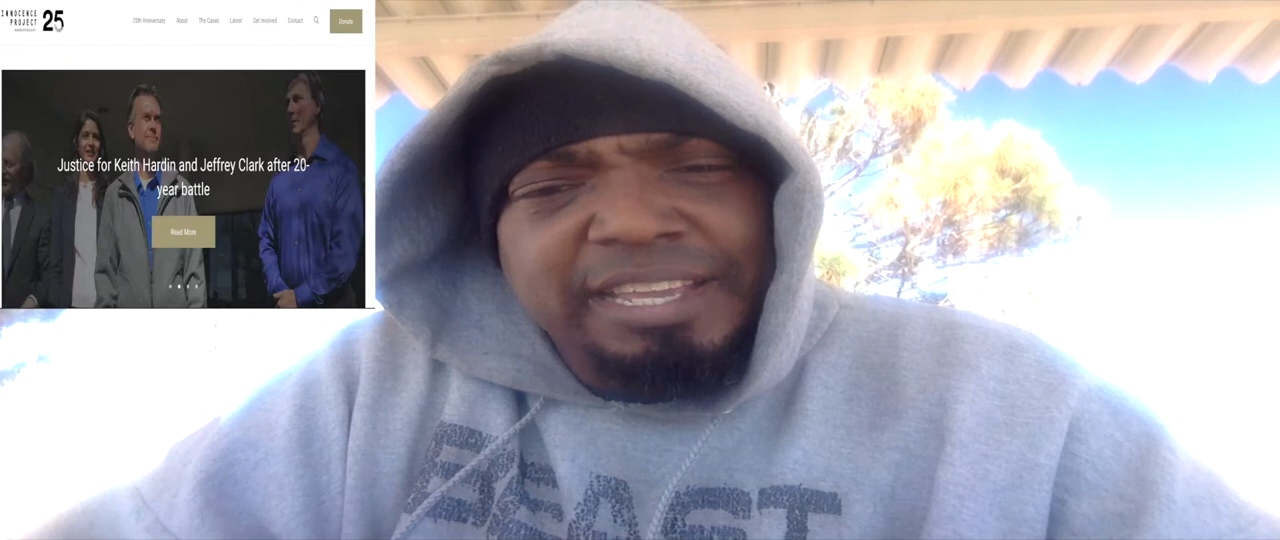 INNOCENCE
PROJECT 25
25th Anniversary About The Cases Latest Get Involved Contact Donate
Justice for Keith Hardin and Jeffrey Clark after 20-
year battle
Read More
BEAST